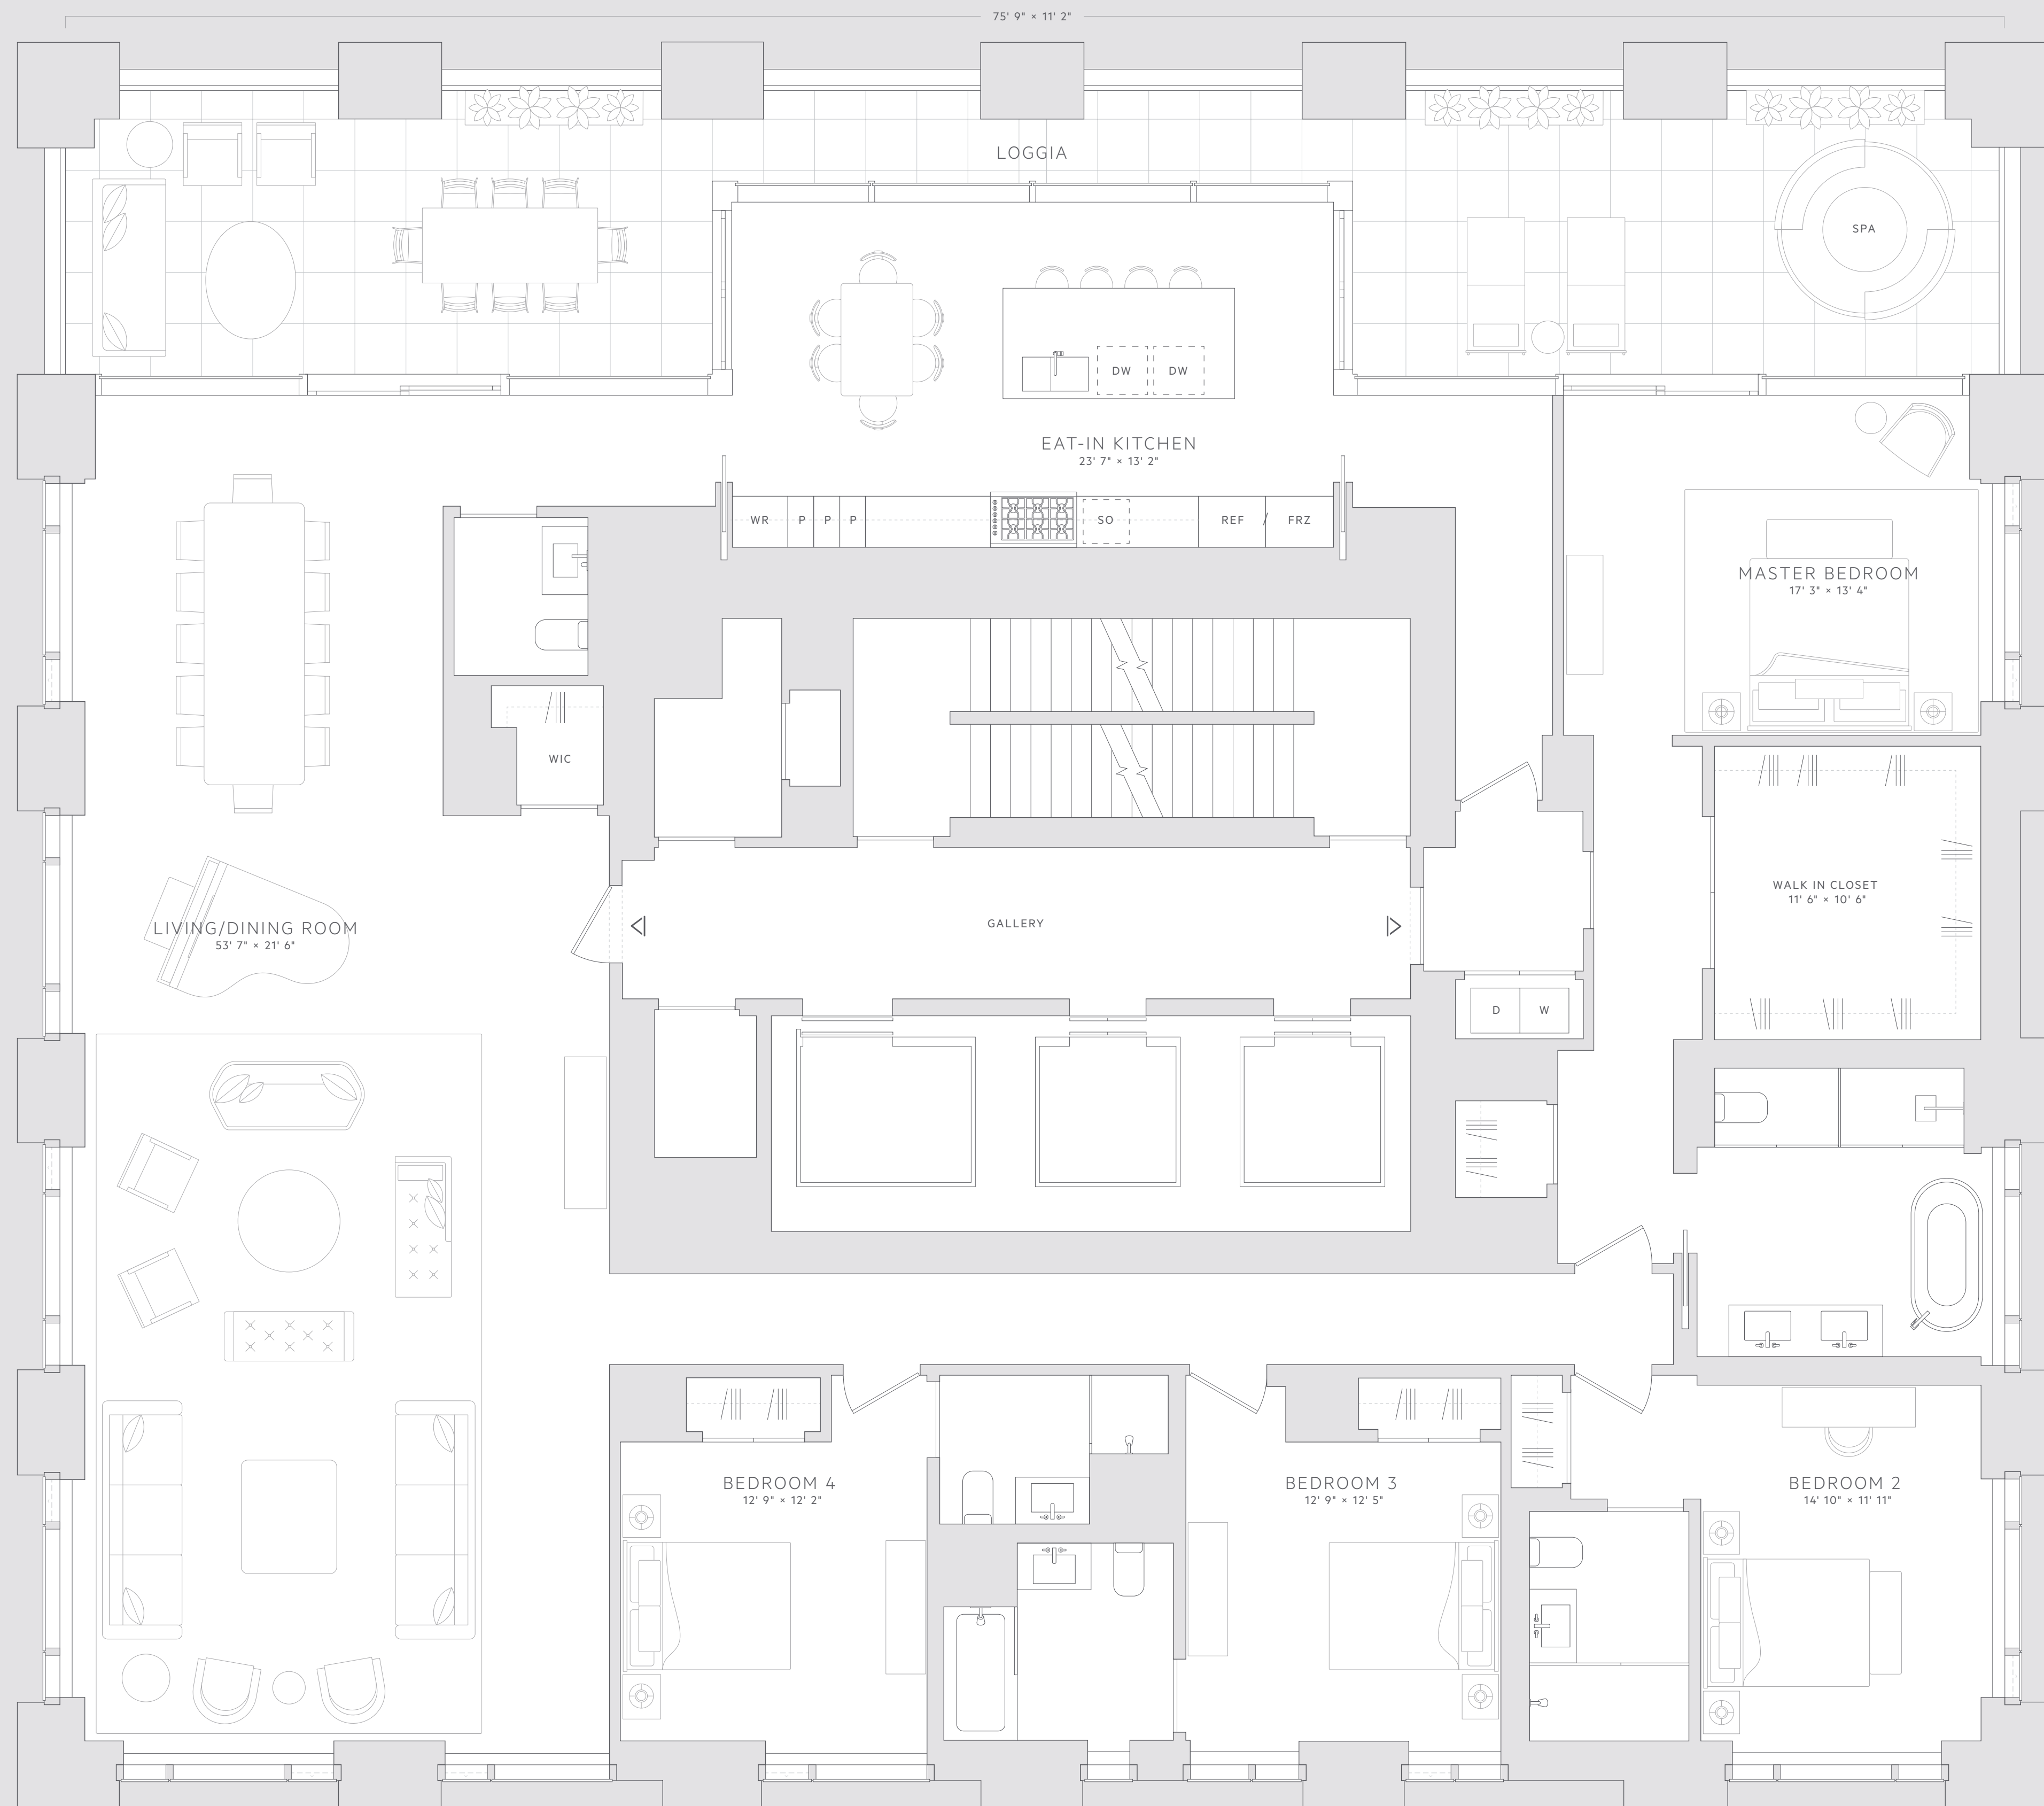 75' 9" × 11' 2"
LOGGIA
SPA
DW DW
EAT-IN KITCHEN
23' 7" × 13' 2"
WR P P P SO REF / FRZ
MASTER BEDROOM
17' 3" × 13' 4"
WIC
WALK IN CLOSET
11' 6" × 10' 6"
LIVING/DINING ROOM
53' 7" × 21' 6"
GALLERY
D W
BEDROOM 4
12' 9" × 12' 2"
BEDROOM 3
12' 9" × 12' 5"
BEDROOM 2
14' 10" × 11' 11"